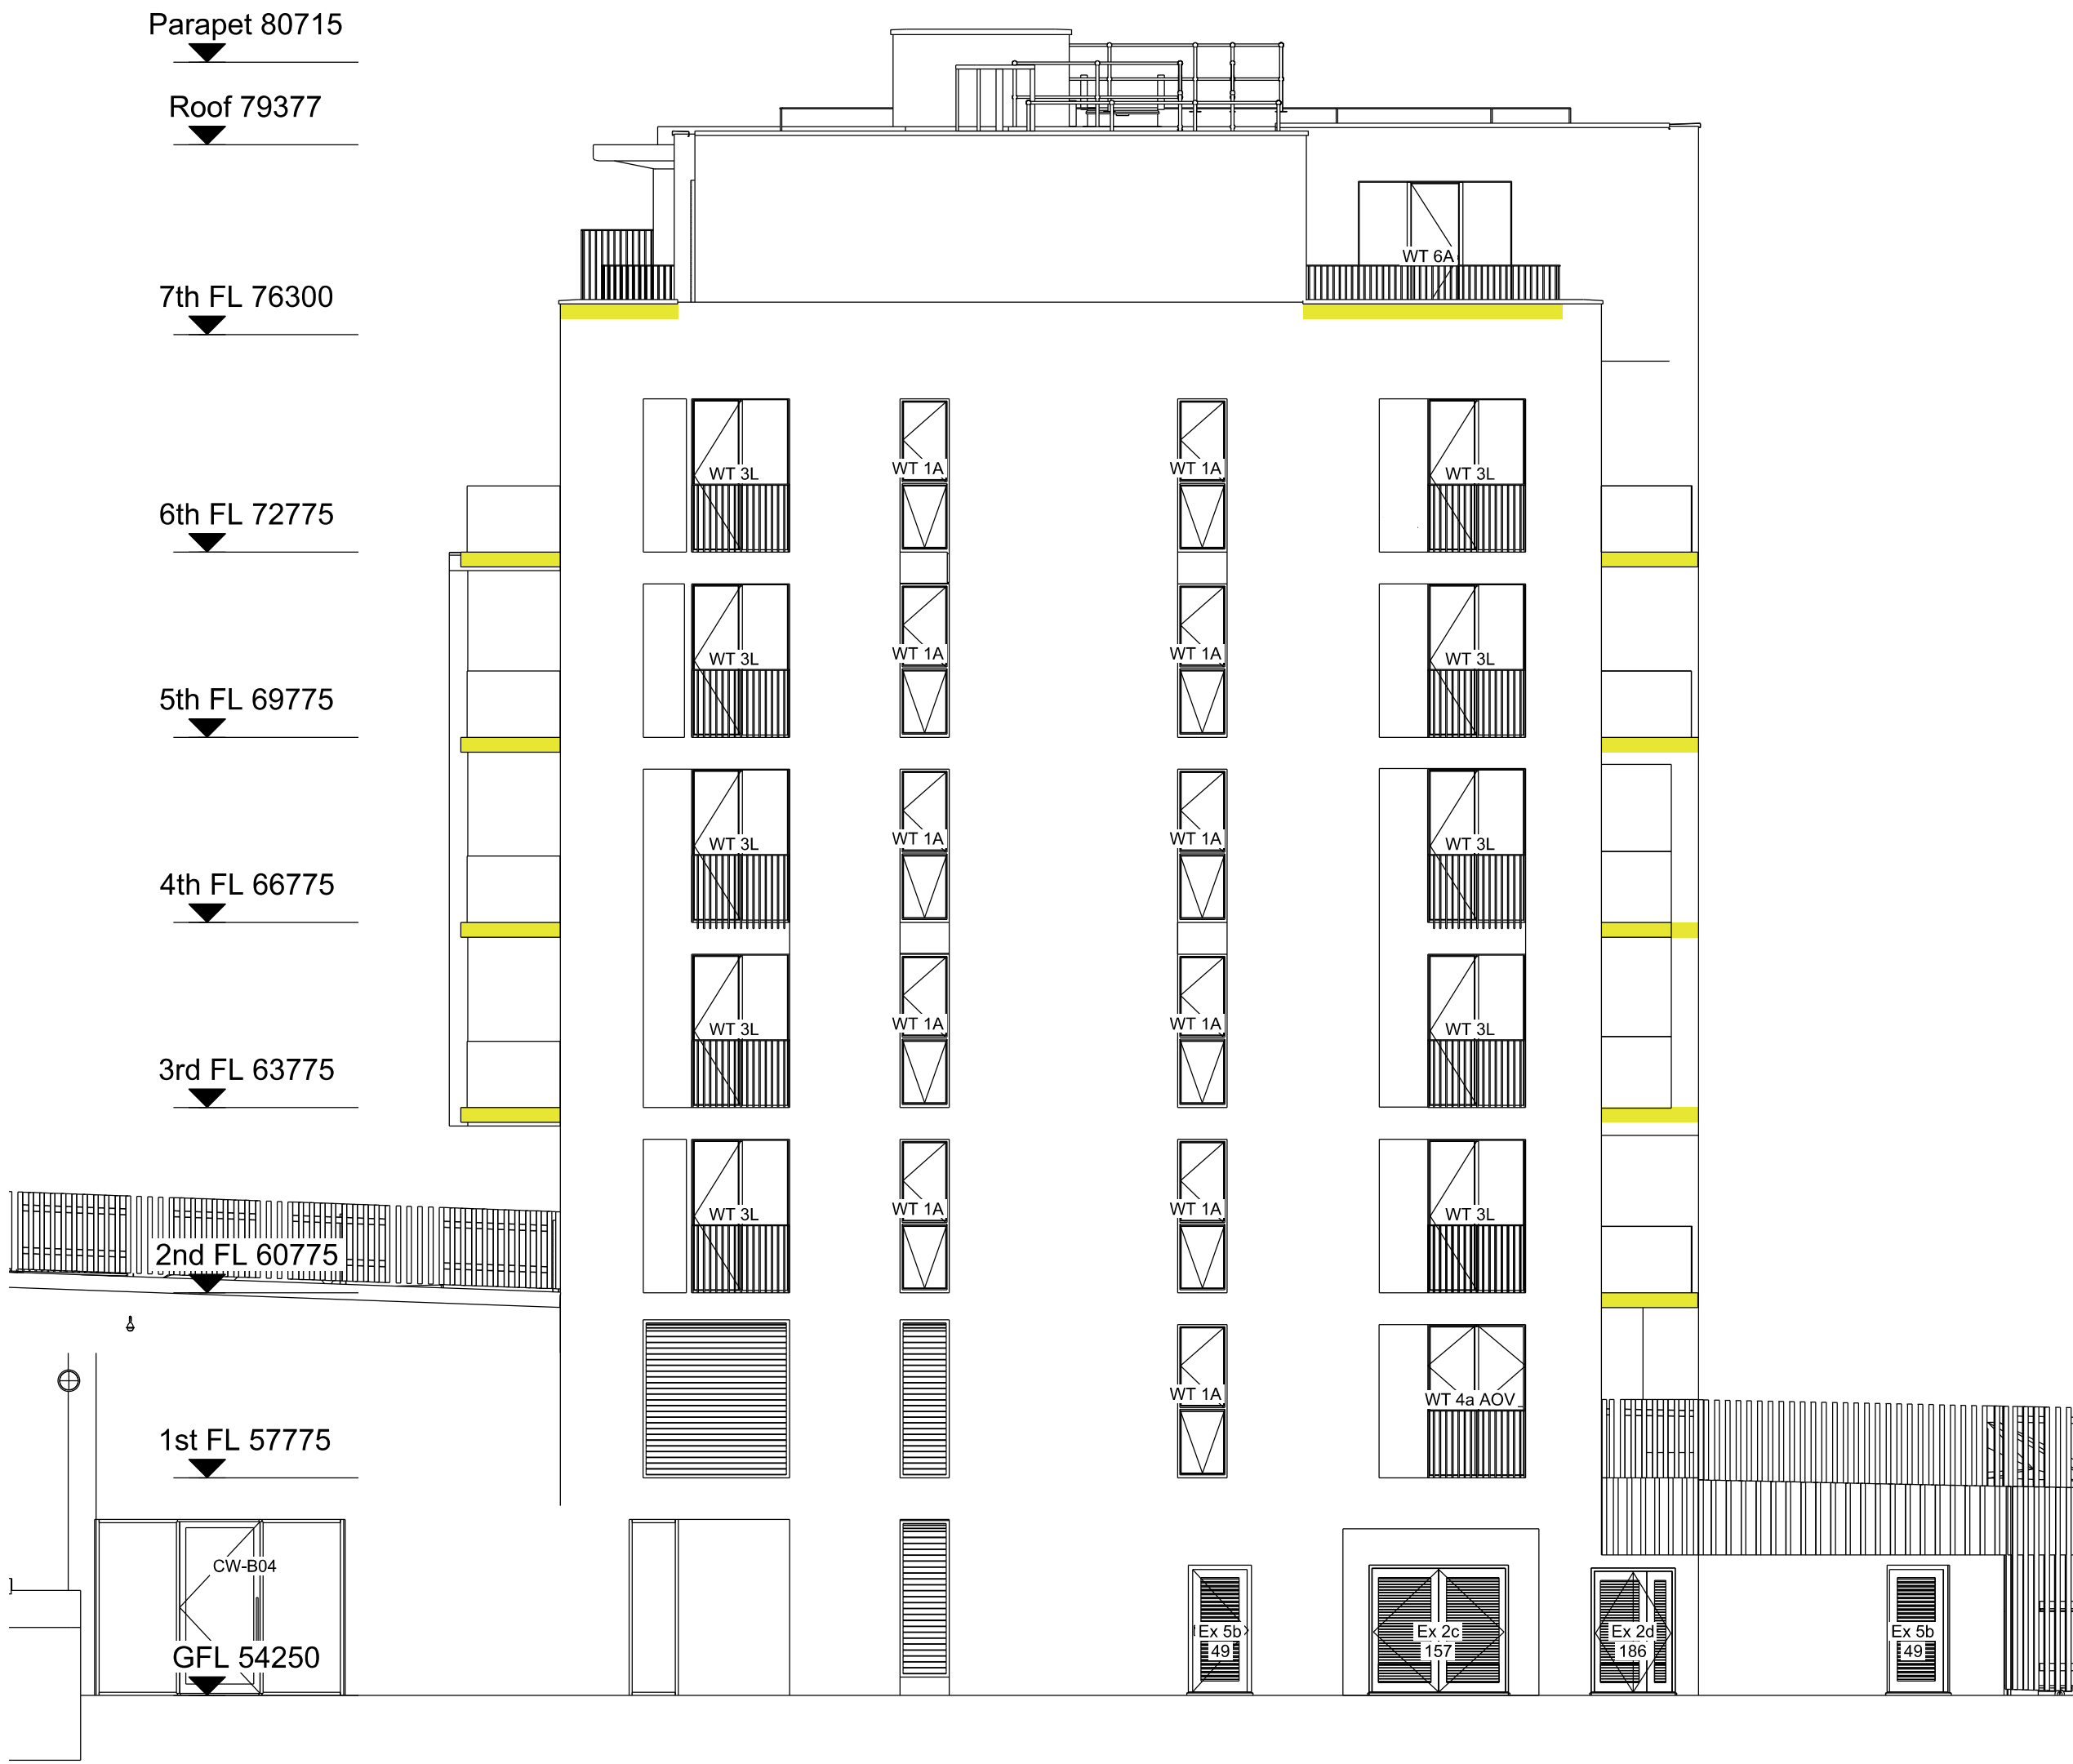 Parapet 80715
Roof 79377
WT 6A
7th FL 76300
WT 3L WT 1A WT 1A WT 3L
6th FL 72775
WT 3L WT 1A WT 1A WT 3L
5th FL 69775
WT 3L WT 1A WT 1A WT 3L
4th FL 66775
WT 3L WT 1A WT 1A WT 3L
3rd FL 63775
WT 3L WT 1A WT 1A WT 3L
2nd FL 60775
WT 1A WT 4a AOV
1st FL 57775
CW-B04
Ex 5b Ex 2c Ex 2d Ex 5b
49 157 186 49
GFL 54250